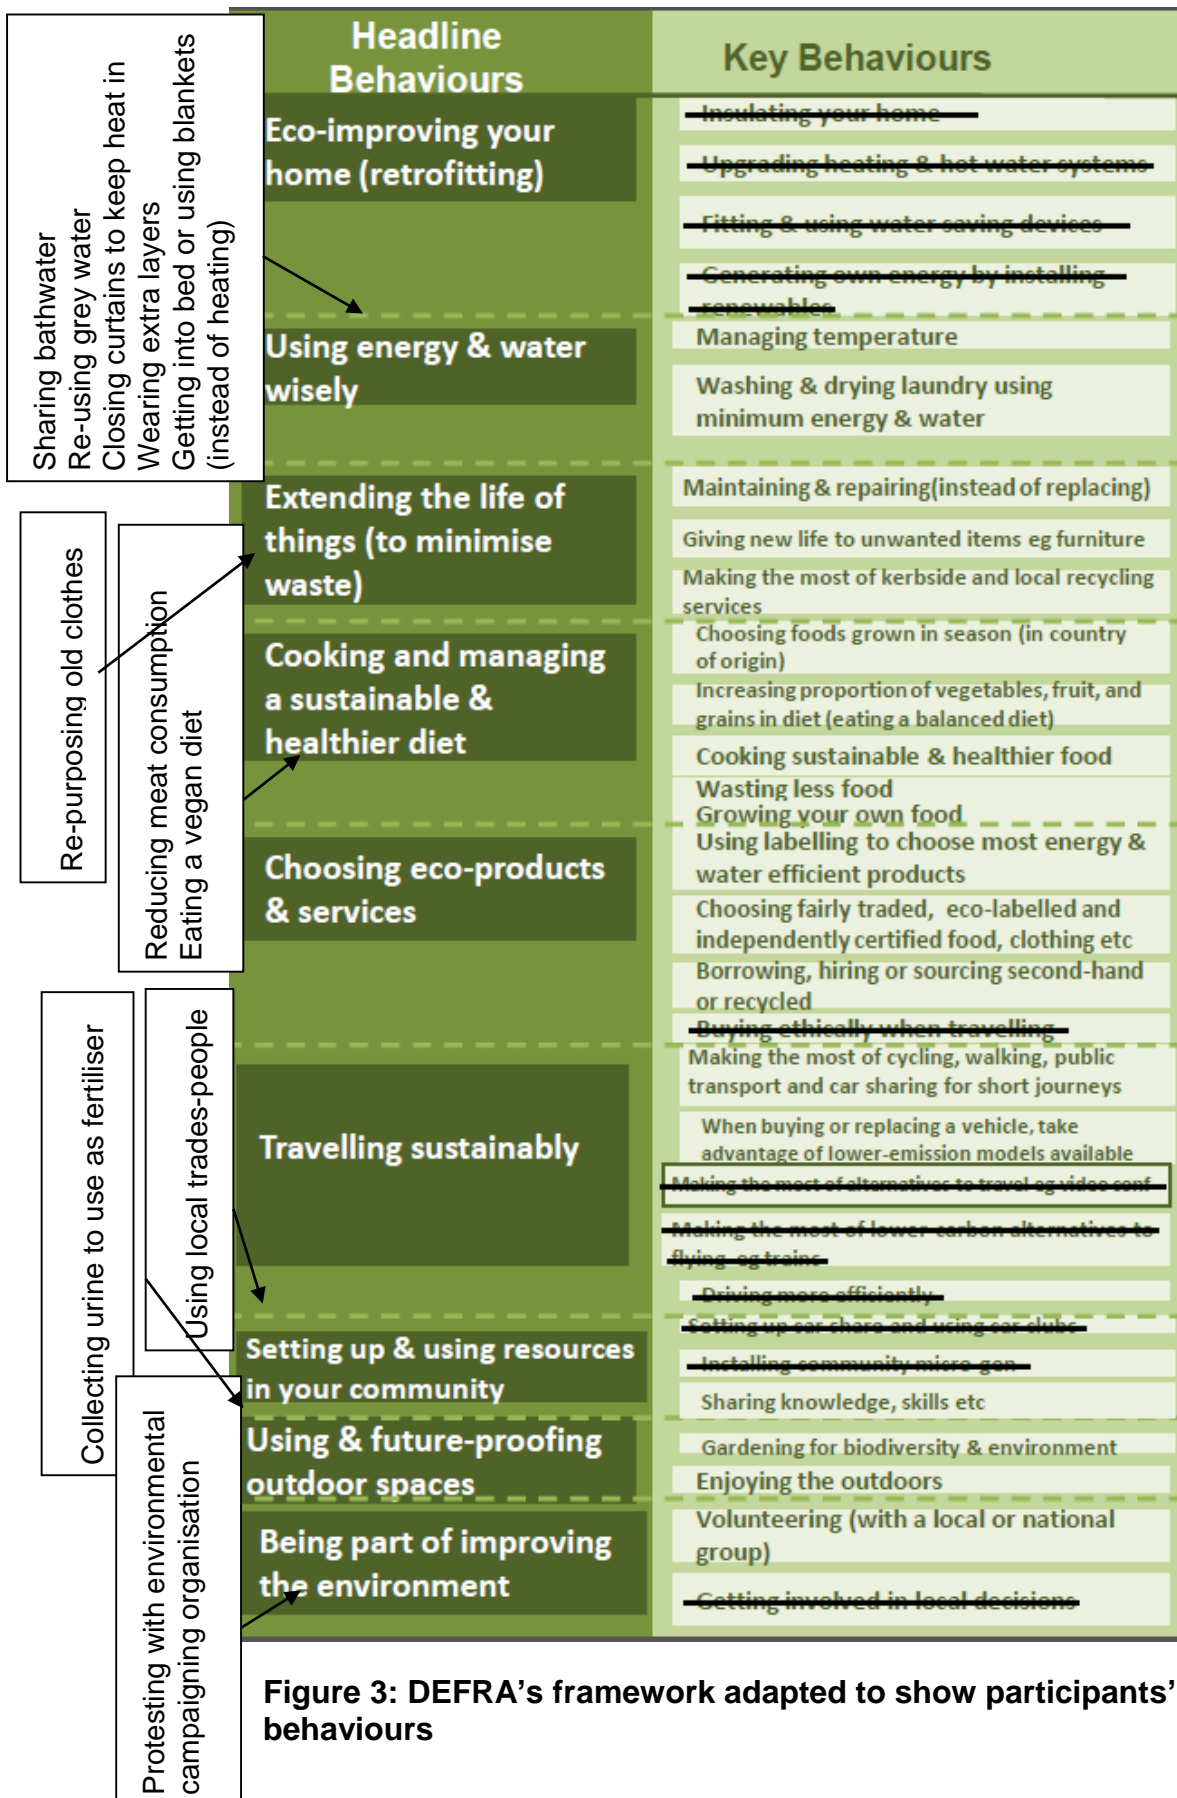 Headline
Behaviours
Key Behaviours
Eco-improving your
home (retrofitting)
Insulating your home
Upgrading heating & hot water systems
Fitting & using water saving devices
Generating own energy by installing
renewables
Using energy & water
wisely
Managing temperature
Washing & drying laundry using
minimum energy & water
Extending the life of
things (to minimise
waste)
Maintaining & repairing(instead of replacing)
Giving new life to unwanted items eg furniture
Making the most of kerbside and local recycling
services
Cooking and managing
a sustainable &
healthier diet
Choosing foods grown in season (in country
of origin)
Increasing proportion of vegetables, fruit, and
grains in diet (eating a balanced diet)
Cooking sustainable & healthier food
Wasting less food
Growing your own food
Choosing eco-products
& services
Using labelling to choose most energy &
water efficient products
Choosing fairly traded, eco-labelled and
independently certified food, clothing etc
Borrowing, hiring or sourcing second-hand
or recycled
Buying ethically when travelling
Travelling sustainably
Making the most of cycling, walking, public
transport and car sharing for short journeys
When buying or replacing a vehicle, take
advantage of lower-emission models available
Making the most of alternatives to travel eg video conf
Making the most of lower-carbon alternatives to
flying eg trains
Driving more efficiently
Setting up & using resources
in your community
Setting up car share and using car clubs
Installing community micro-gen
Sharing knowledge, skills etc
Using & future-proofing
outdoor spaces
Gardening for biodiversity & environment
Enjoying the outdoors
Being part of improving
the environment
Volunteering (with a local or national
group)
Getting involved in local decisions
Sharing bathwater
Re-using grey water
Closing curtains to keep heat in
Wearing extra layers
Getting into bed or using blankets
(instead of heating)
Re-purposing old clothes
Reducing meat consumption
Eating a vegan diet
Collecting urine to use as fertiliser
Using local trades-people
Protesting with environmental
campaigning organisation
Figure 3: DEFRA's framework adapted to show participants'
behaviours